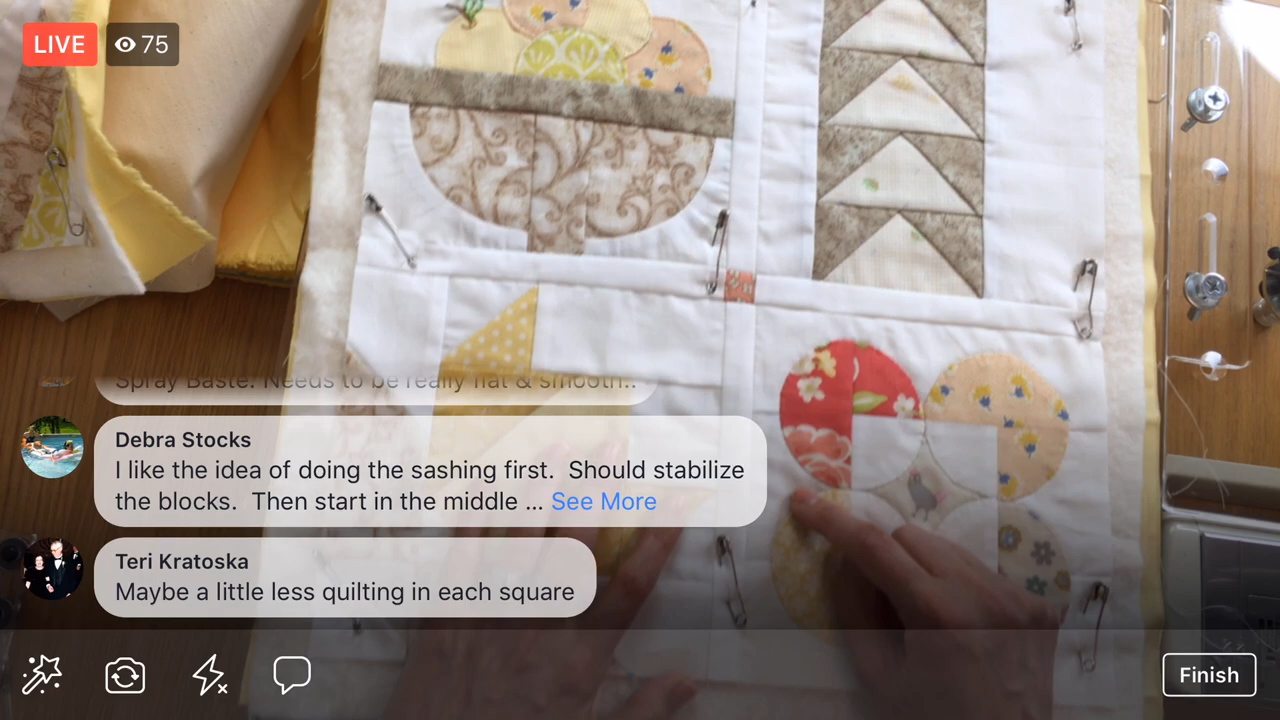 LIVE
75
Spray Baste. Needs to be really flat & smooth..
Debra Stocks
I like the idea of doing the sashing first.  Should stabilize
the blocks.  Then start in the middle ... See More
Teri Kratoska
Maybe a little less quilting in each square
Finish